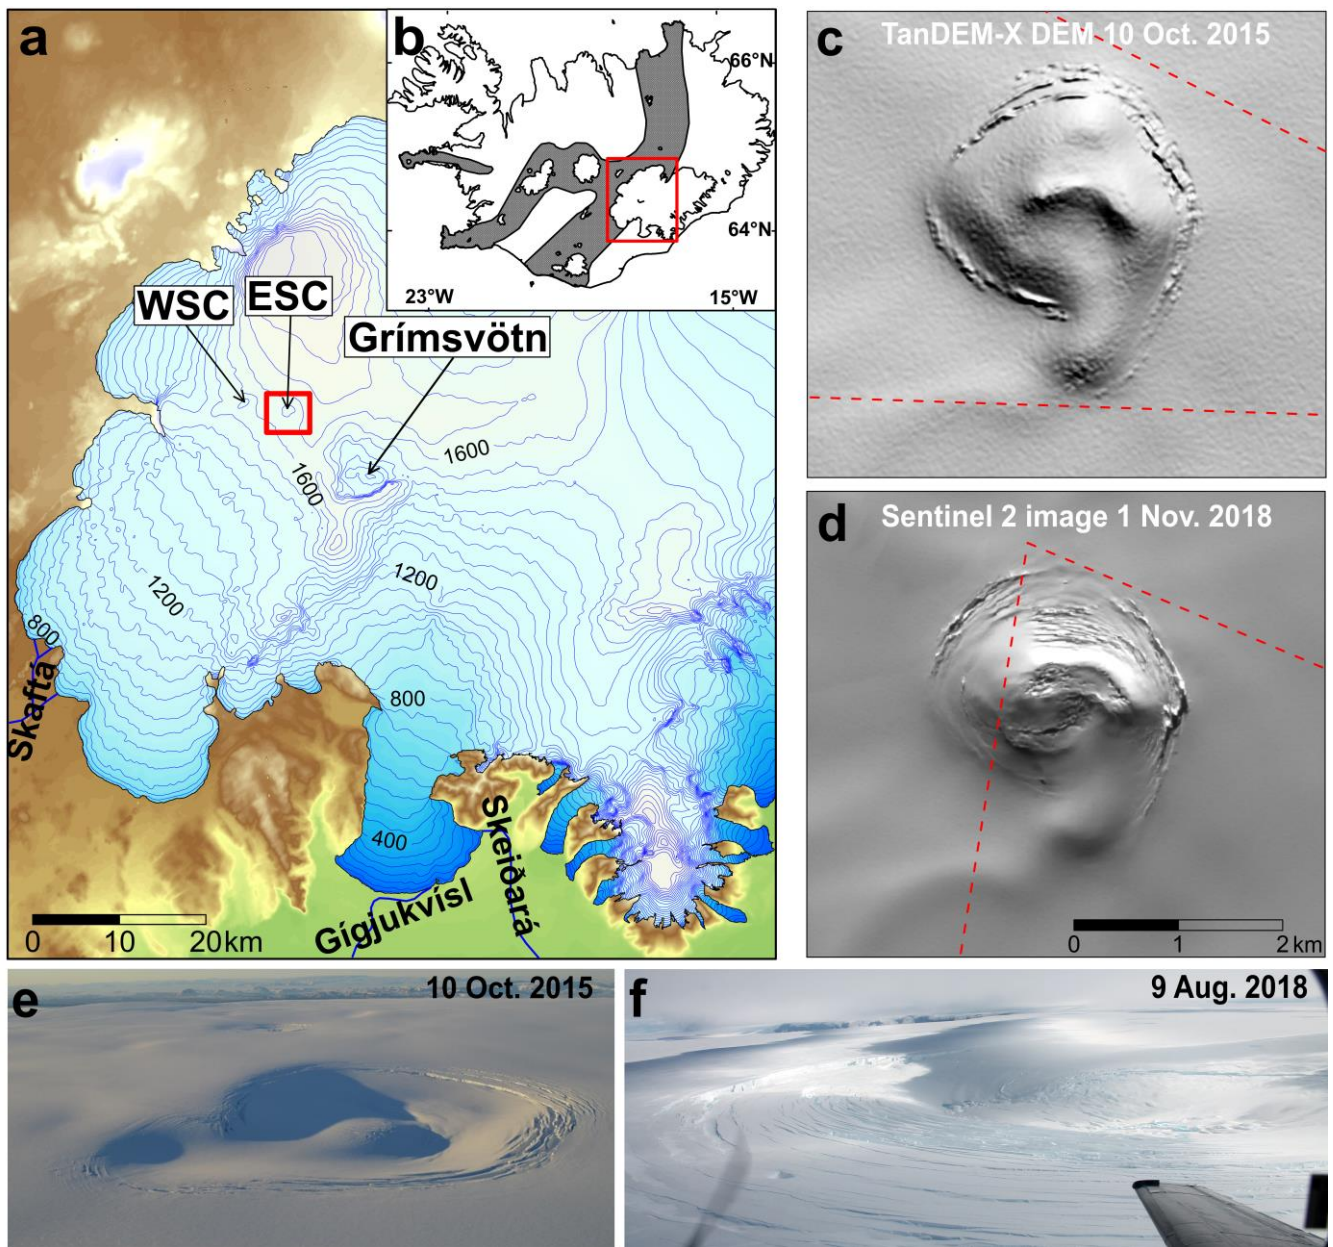 a
b
66°N
64°N
23°W
15°W
WSC
ESC
Grímsvötn
1600
1600
1200
1200
800
800
400
Skaftá
Skeiðará
Gígjukvísl
0 10 20km
c
TanDEM-X DEM 10 Oct. 2015
d
Sentinel 2 image 1 Nov. 2018
0 1 2 km
e
10 Oct. 2015
f
9 Aug. 2018